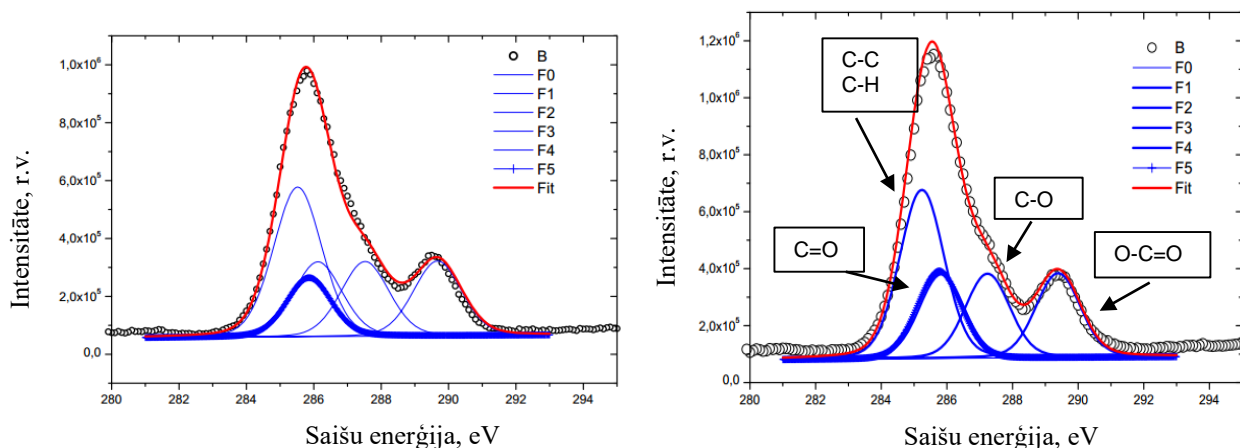 1,0x10⁶
8,0x10⁵
6,0x10⁵
4,0x10⁵
2,0x10⁵
0,0
280 282 284 286 288 290 292 294
Intensitāte, r.v.
Saišu enerģija, eV
B
F0
F1
F2
F3
F4
F5
Fit
1,2x10⁶
1,0x10⁶
8,0x10⁵
6,0x10⁵
4,0x10⁵
2,0x10⁵
0,0
280 282 284 286 288 290 292 294
Intensitāte, r.v.
Saišu enerģija, eV
C-C
C-H
C=O
C-O
O-C=O
B
F0
F1
F2
F3
F4
F5
Fit